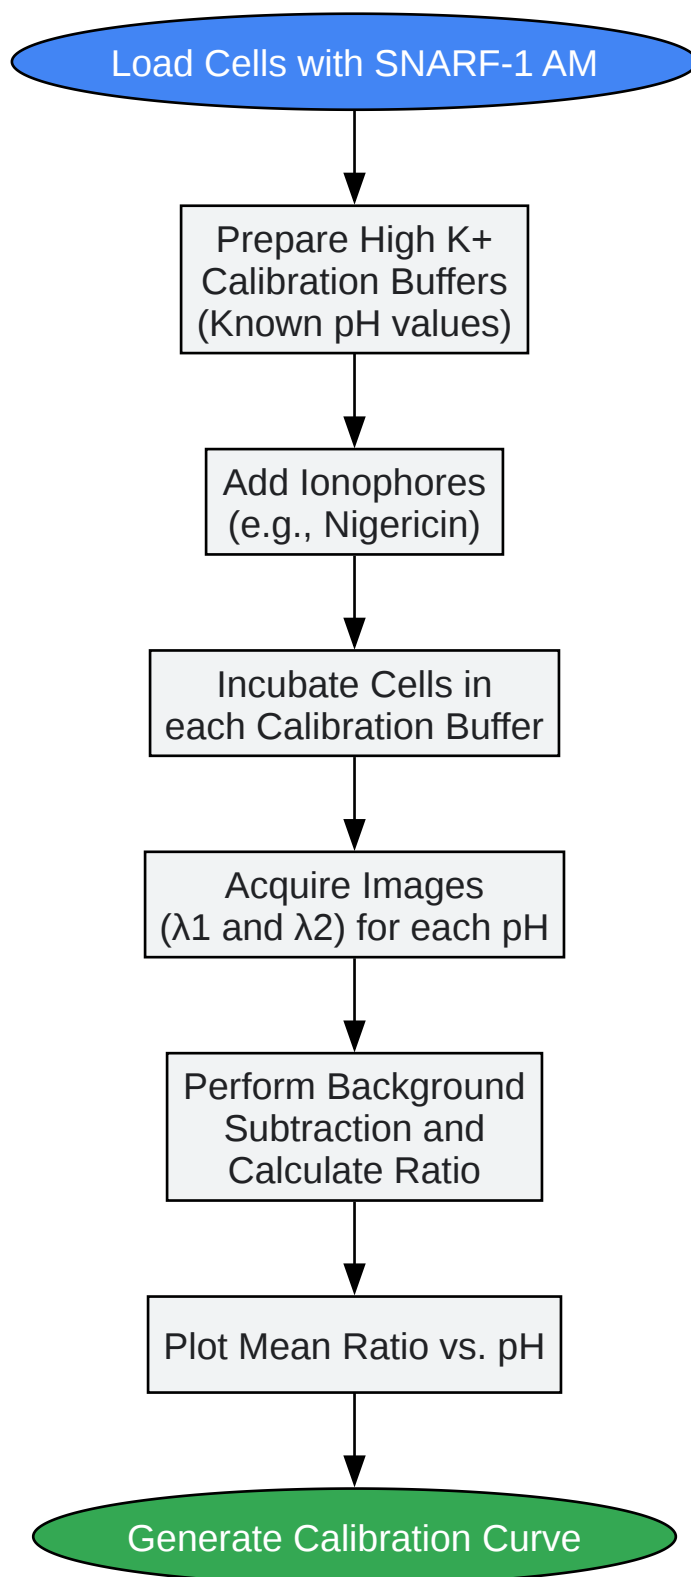 Load Cells with SNARF-1 AM
Prepare High K+
Calibration Buffers
(Known pH values)
Add Ionophores
(e.g., Nigericin)
Incubate Cells in
each Calibration Buffer
Acquire Images
(λ1 and λ2) for each pH
Perform Background
Subtraction and
Calculate Ratio
Plot Mean Ratio vs. pH
Generate Calibration Curve